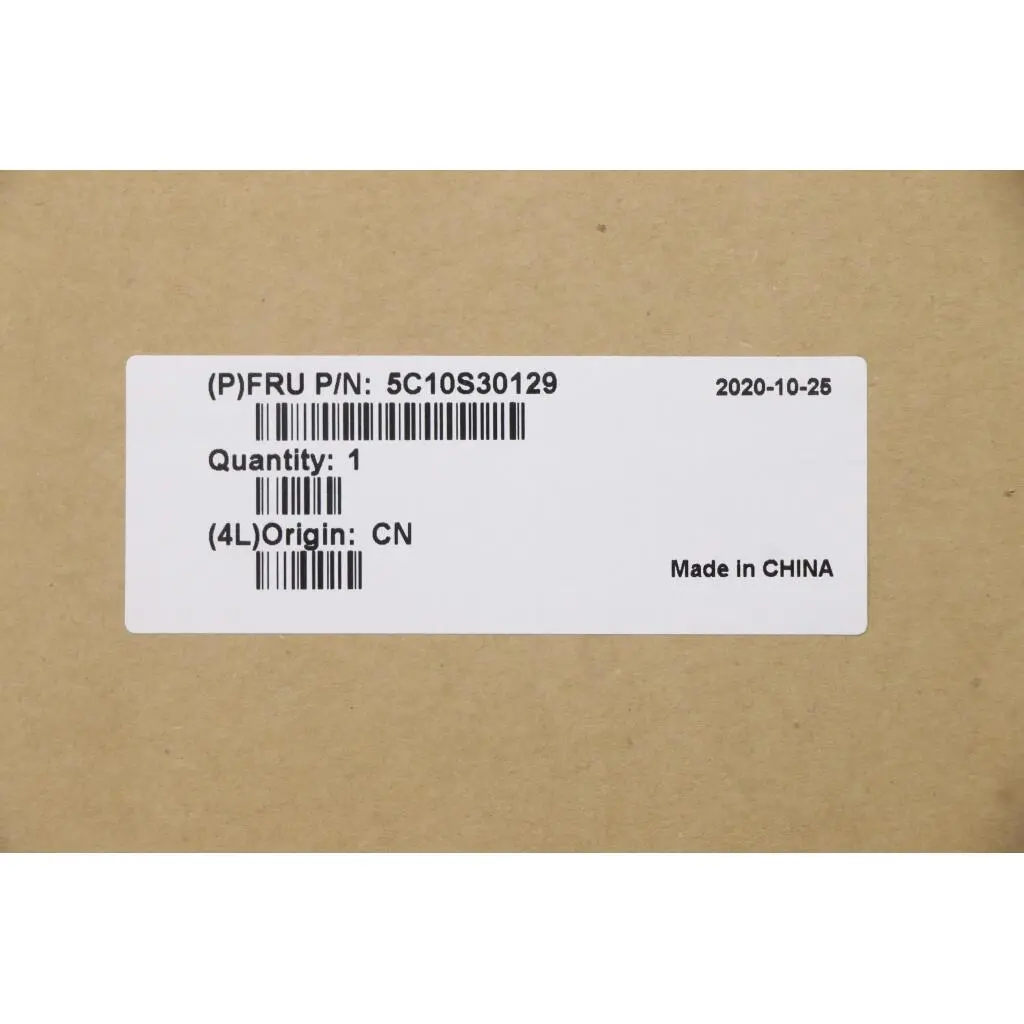 (P)FRU P/N: 5C10S30129
2020-10-25
Quantity: 1
(4L)Origin: CN
Made in CHINA